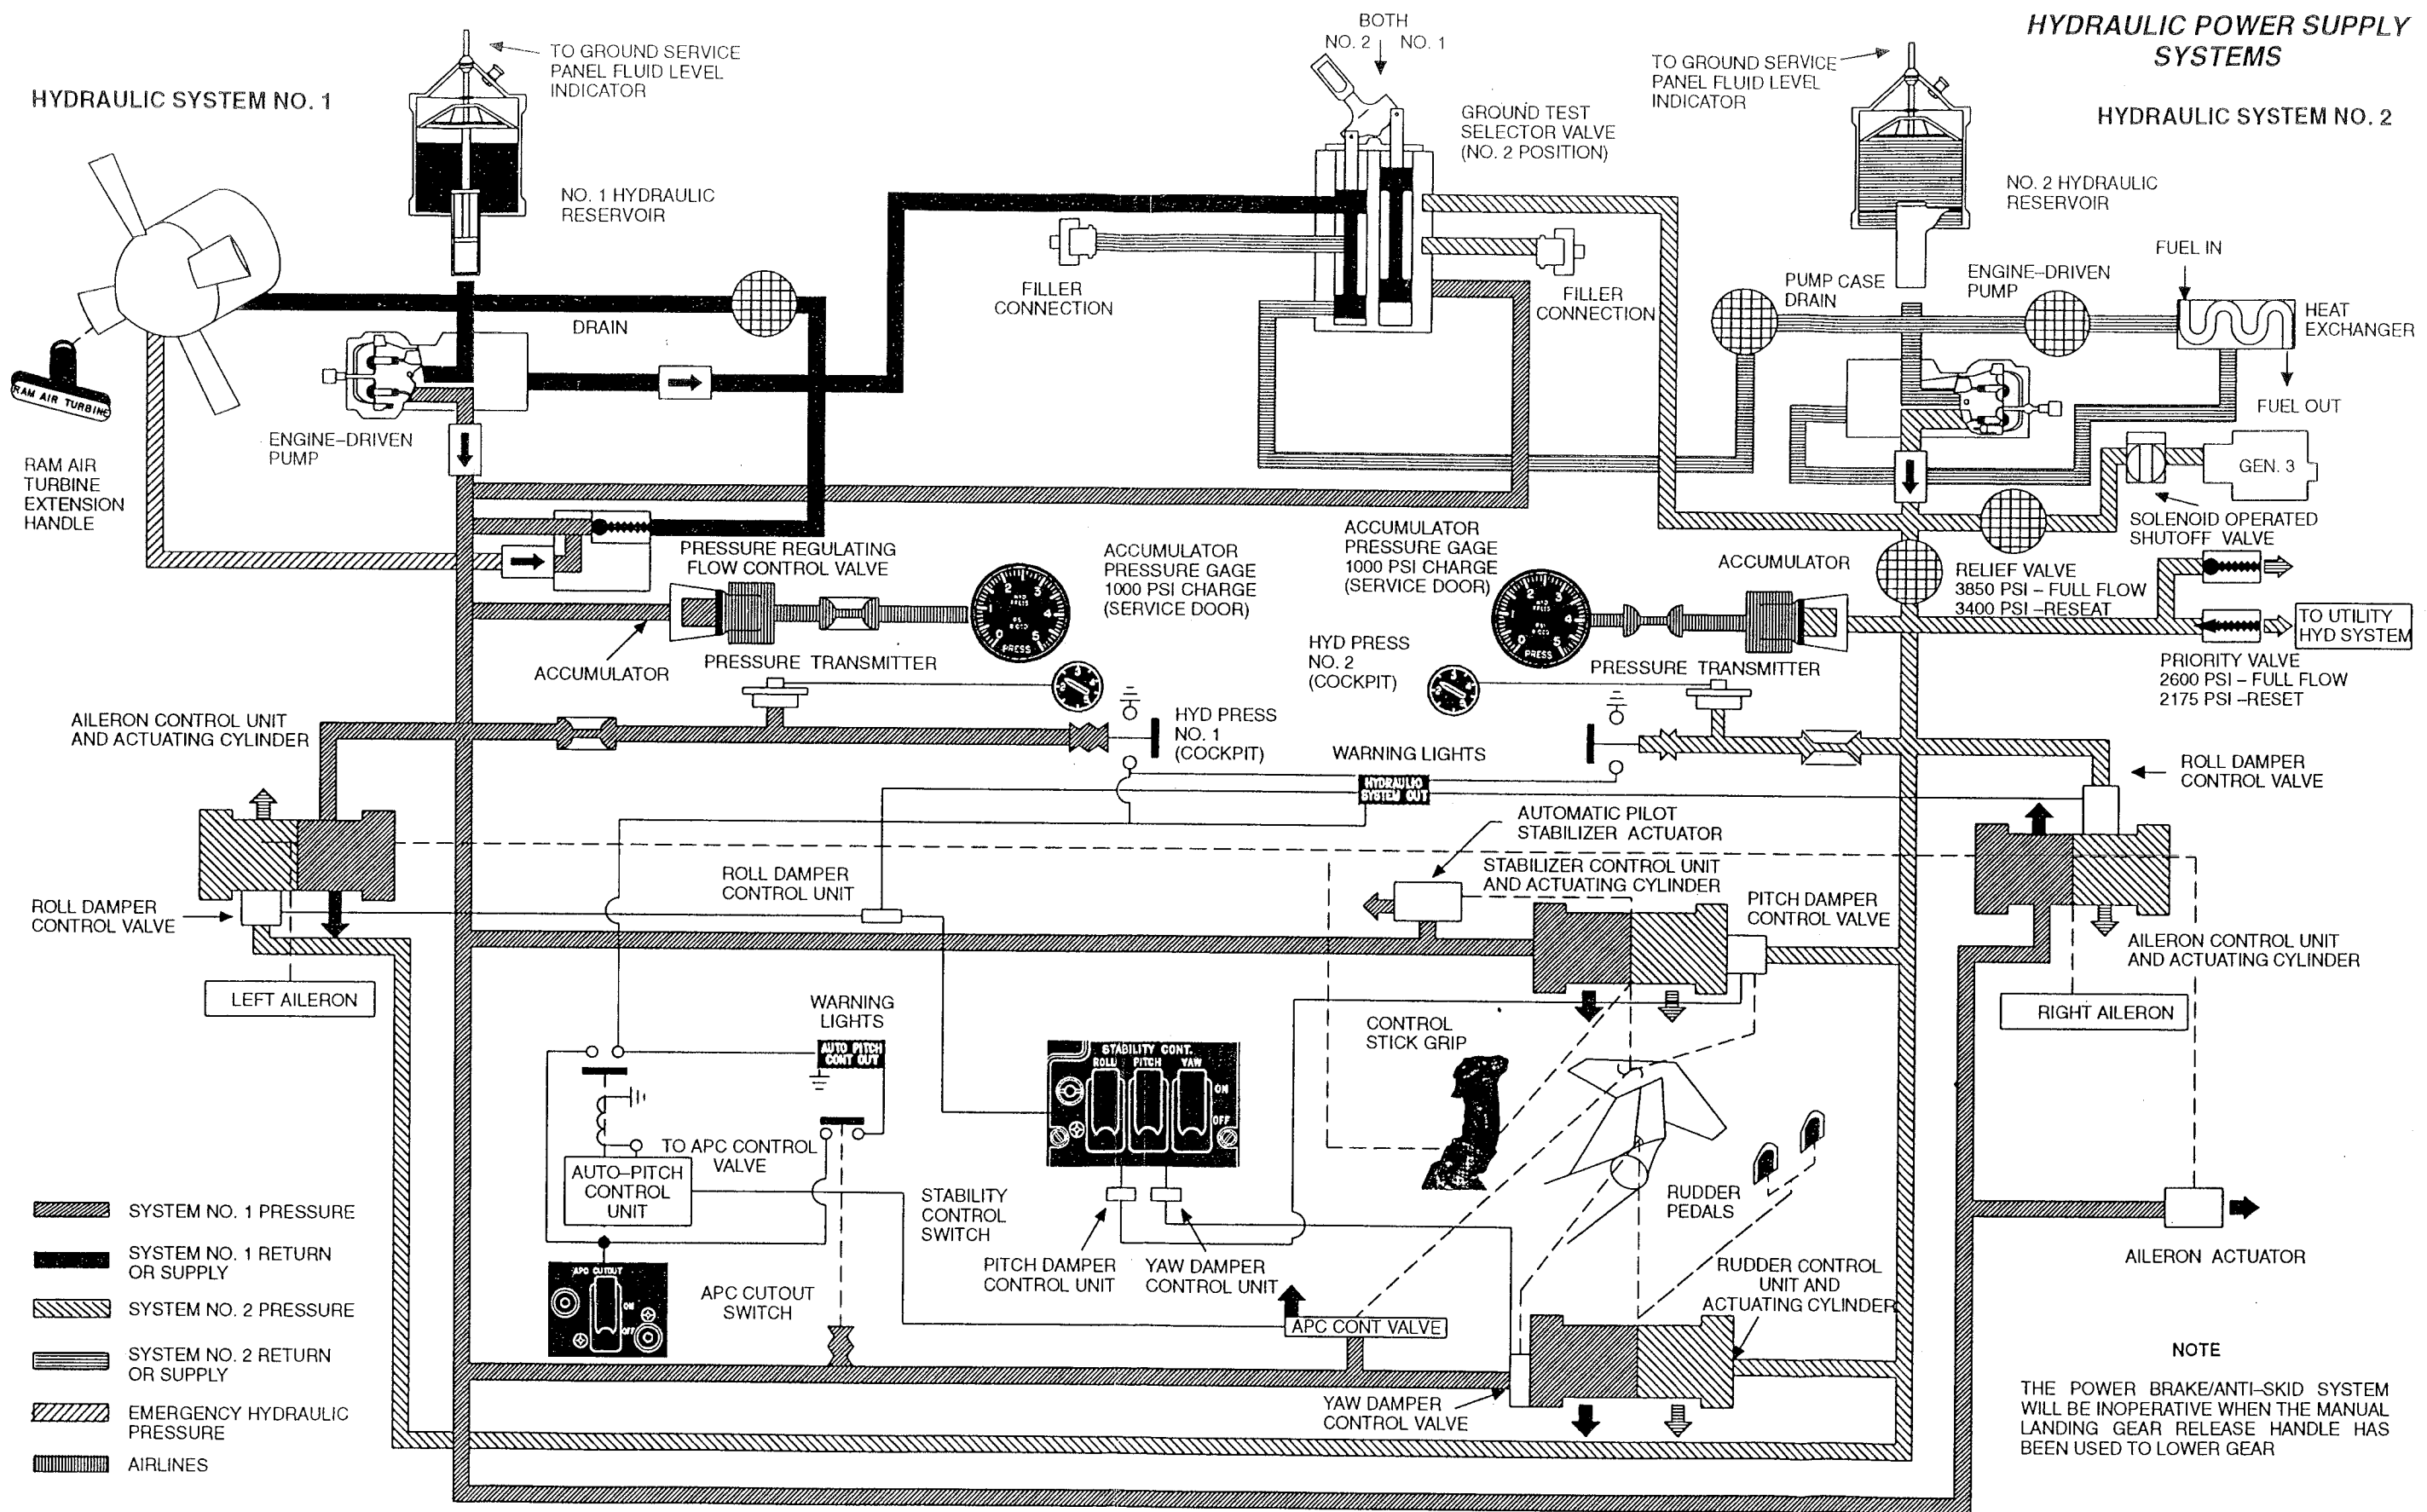 HYDRAULIC POWER SUPPLY
SYSTEMS
HYDRAULIC SYSTEM NO. 1
HYDRAULIC SYSTEM NO. 2
TO GROUND SERVICE
PANEL FLUID LEVEL
INDICATOR
NO. 1 HYDRAULIC
RESERVOIR
BOTH
NO. 2
NO. 1
GROUND TEST
SELECTOR VALVE
(NO. 2 POSITION)
TO GROUND SERVICE
PANEL FLUID LEVEL
INDICATOR
NO. 2 HYDRAULIC
RESERVOIR
FILLER
CONNECTION
FILLER
CONNECTION
DRAIN
PUMP CASE
DRAIN
ENGINE–DRIVEN
PUMP
FUEL IN
HEAT
EXCHANGER
FUEL OUT
RAM AIR TURBINE
ENGINE–DRIVEN
PUMP
RAM AIR
TURBINE
EXTENSION
HANDLE
GEN. 3
SOLENOID OPERATED
SHUTOFF VALVE
PRESSURE REGULATING
FLOW CONTROL VALVE
ACCUMULATOR
PRESSURE GAGE
1000 PSI CHARGE
(SERVICE DOOR)
ACCUMULATOR
PRESSURE GAGE
1000 PSI CHARGE
(SERVICE DOOR)
ACCUMULATOR
RELIEF VALVE
3850 PSI – FULL FLOW
3400 PSI –RESEAT
0 1 2 3 4 5
PRESS
0 1 2 3 4 5
PRESS
TO UTILITY
HYD SYSTEM
PRIORITY VALVE
2600 PSI – FULL FLOW
2175 PSI –RESET
ACCUMULATOR
PRESSURE TRANSMITTER
HYD PRESS
NO. 2
(COCKPIT)
PRESSURE TRANSMITTER
AILERON CONTROL UNIT
AND ACTUATING CYLINDER
HYD PRESS
NO. 1
(COCKPIT)
WARNING LIGHTS
HYDRAULIC
SYSTEM OUT
ROLL DAMPER
CONTROL VALVE
AUTOMATIC PILOT
STABILIZER ACTUATOR
STABILIZER CONTROL UNIT
AND ACTUATING CYLINDER
ROLL DAMPER
CONTROL UNIT
PITCH DAMPER
CONTROL VALVE
ROLL DAMPER
CONTROL VALVE
LEFT AILERON
AILERON CONTROL UNIT
AND ACTUATING CYLINDER
RIGHT AILERON
WARNING
LIGHTS
AUTO PITCH
CONT OUT
STABILITY CONT.
ROLL PITCH YAW
ON
OFF
CONTROL
STICK GRIP
TO APC CONTROL
VALVE
AUTO–PITCH
CONTROL
UNIT
STABILITY
CONTROL
SWITCH
RUDDER
PEDALS
PITCH DAMPER
CONTROL UNIT
YAW DAMPER
CONTROL UNIT
APC CUTOUT
ON
OFF
APC CUTOUT
SWITCH
APC CONT VALVE
RUDDER CONTROL
UNIT AND
ACTUATING CYLINDER
AILERON ACTUATOR
YAW DAMPER
CONTROL VALVE
SYSTEM NO. 1 PRESSURE
SYSTEM NO. 1 RETURN
OR SUPPLY
SYSTEM NO. 2 PRESSURE
SYSTEM NO. 2 RETURN
OR SUPPLY
EMERGENCY HYDRAULIC
PRESSURE
AIRLINES
NOTE
THE POWER BRAKE/ANTI–SKID SYSTEM
WILL BE INOPERATIVE WHEN THE MANUAL
LANDING GEAR RELEASE HANDLE HAS
BEEN USED TO LOWER GEAR